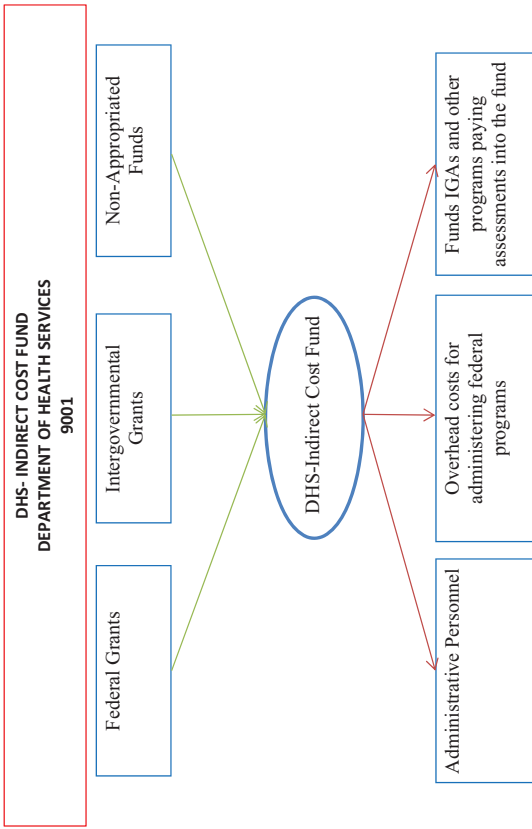 DHS- INDIRECT COST FUND
DEPARTMENT OF HEALTH SERVICES
9001
Federal Grants
Intergovernmental
Grants
Non-Appropriated
Funds
DHS-Indirect Cost Fund
Administrative Personnel
Overhead costs for
administering federal
programs
Funds IGAs and other
programs paying
assessments into the fund